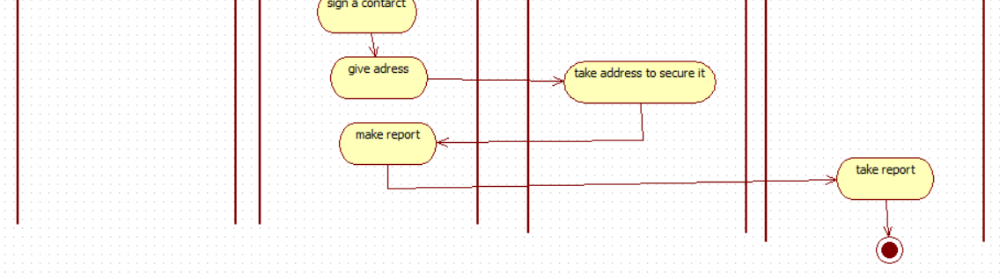 sign a contarct
give adress
take address to secure it
make report
take report